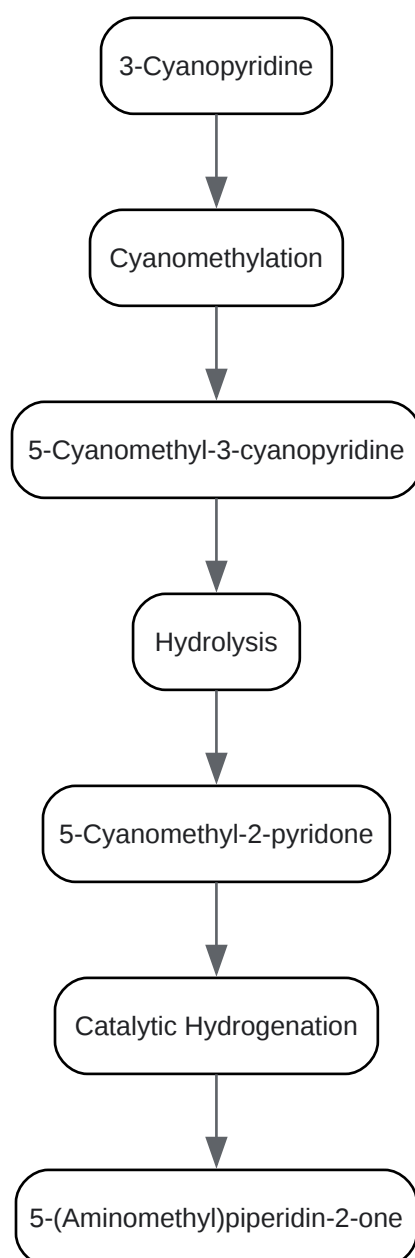 3-Cyanopyridine
Cyanomethylation
5-Cyanomethyl-3-cyanopyridine
Hydrolysis
5-Cyanomethyl-2-pyridone
Catalytic Hydrogenation
5-(Aminomethyl)piperidin-2-one